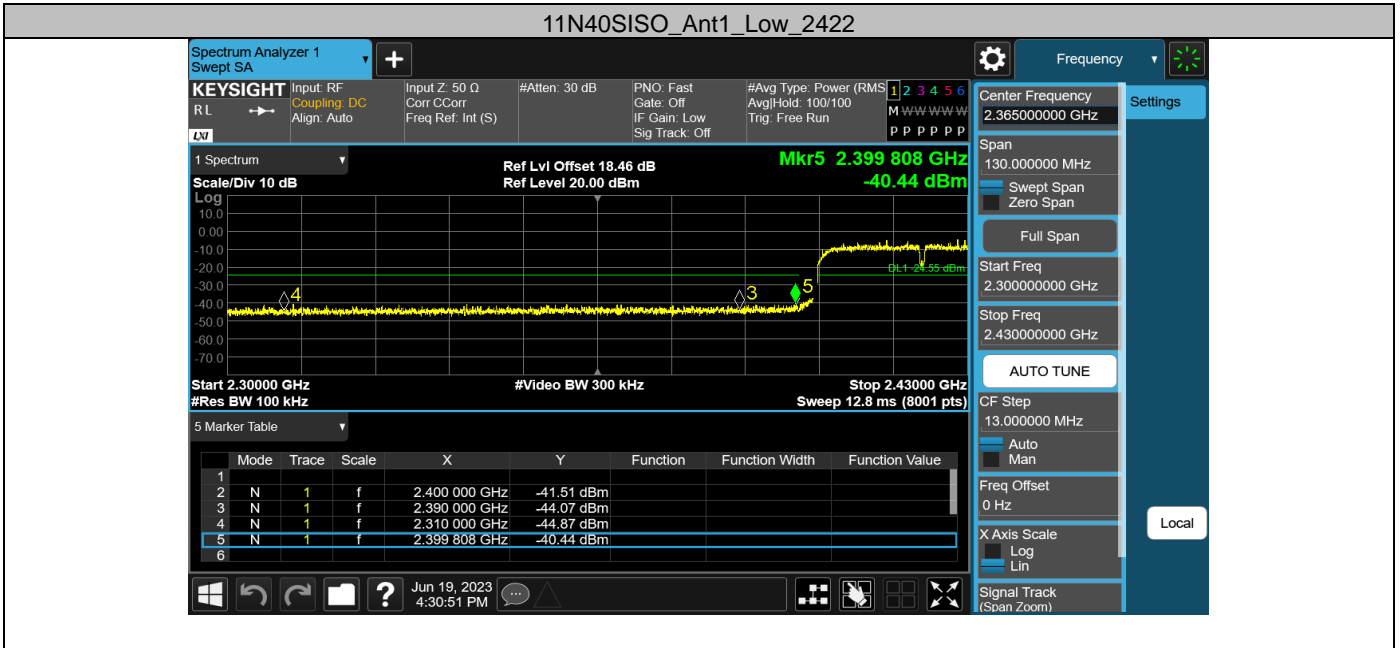 11N40SISO_Ant1_Low_2422
Spectrum Analyzer 1
Swept SA
+
Frequency
KEYSIGHT
RL
LXI
Input: RF
Coupling: DC
Align: Auto
Input Z: 50 Ω
Corr CCorr
Freq Ref: Int (S)
#Atten: 30 dB
PNO: Fast
Gate: Off
IF Gain: Low
Sig Track: Off
#Avg Type: Power (RMS
Avg|Hold: 100/100
Trig: Free Run
1 2 3 4 5 6
M W W W W W
P P P P P P
Center Frequency
2.365000000 GHz
Settings
Span
130.000000 MHz
Swept Span
Zero Span
Full Span
Start Freq
2.300000000 GHz
Stop Freq
2.430000000 GHz
AUTO TUNE
CF Step
13.000000 MHz
Auto
Man
Freq Offset
0 Hz
X Axis Scale
Log
Lin
Signal Track
(Span Zoom)
Local
1 Spectrum
Scale/Div 10 dB
Ref Lvl Offset 18.46 dB
Ref Level 20.00 dBm
Mkr5 2.399 808 GHz
-40.44 dBm
Log
10.0
0.00
-10.0
-20.0
-30.0
-40.0
-50.0
-60.0
-70.0
DL1 -24.55 dBm
4
3
5
Start 2.30000 GHz
#Video BW 300 kHz
Stop 2.43000 GHz
#Res BW 100 kHz
Sweep 12.8 ms (8001 pts)
5 Marker Table
Mode Trace Scale X Y Function Function Width Function Value
1
2 N 1 f 2.400 000 GHz -41.51 dBm
3 N 1 f 2.390 000 GHz -44.07 dBm
4 N 1 f 2.310 000 GHz -44.87 dBm
5 N 1 f 2.399 808 GHz -40.44 dBm
6
?
Jun 19, 2023
4:30:51 PM